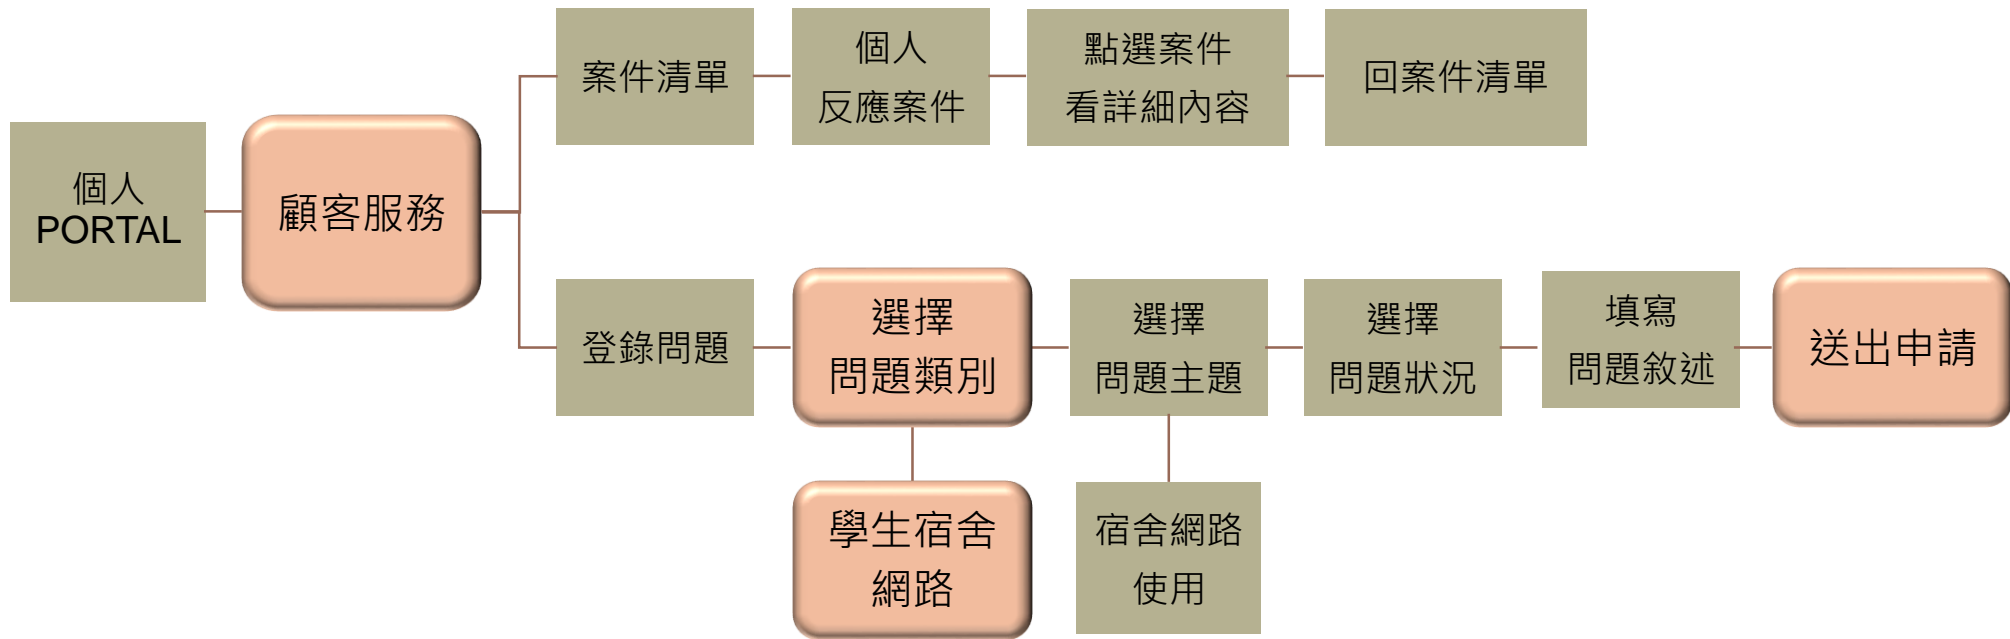 個人
PORTAL
顧客服務
案件清單
個人
反應案件
點選案件
看詳細內容
回案件清單
登錄問題
選擇
問題類別
選擇
問題主題
選擇
問題狀況
填寫
問題敘述
送出申請
學生宿舍
網路
宿舍網路
使用